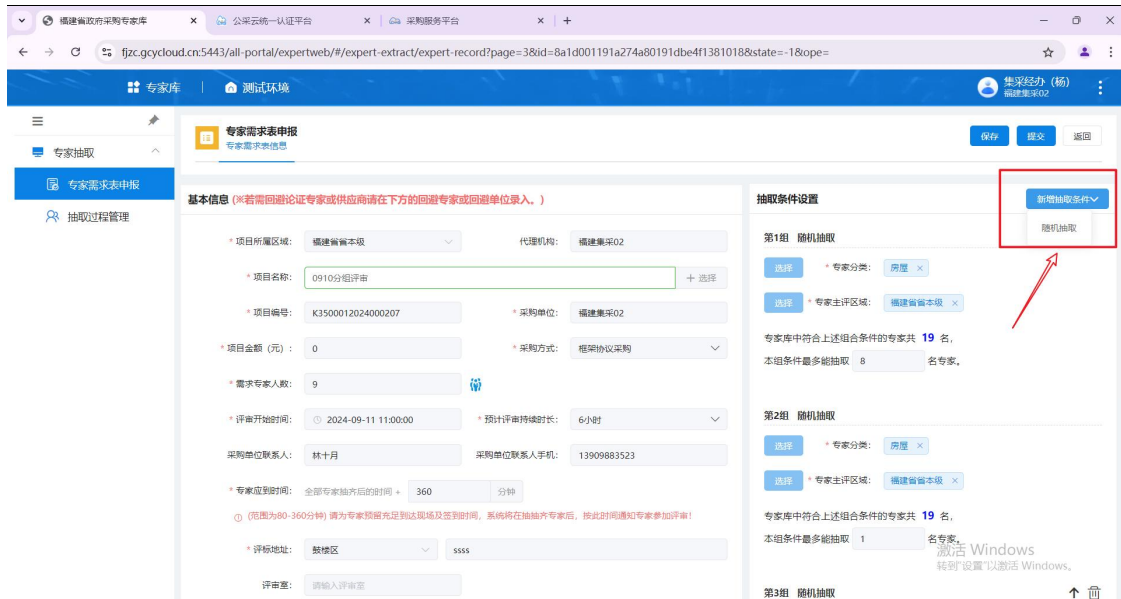 福建省政府采购专家库
公采云统一认证平台
采购服务平台
fjzc.gcycloud.cn:5443/all-portal/expertweb/#/expert-extract/expert-record?page=3&id=8a1d001191a274a80191dbe4f1381018&state=-1&ope=
专家库
测试环境
集采经办（杨）
福建集采02
专家抽取
专家需求表申报
抽取过程管理
专家需求表申报
专家需求表信息
保存
提交
返回
基本信息 (※若需回避论证专家或供应商请在下方的回避专家或回避单位录入。)
* 项目所属区域: 福建省省本级 代理机构: 福建集采02
* 项目名称: 0910分组评审 + 选择
* 项目编号: K3500012024000207 * 采购单位: 福建集采02
* 项目金额（元）: 0 * 采购方式: 框架协议采购
* 需求专家人数: 9
* 评审开始时间: 2024-09-11 11:00:00 * 预计评审持续时长: 6小时
采购单位联系人: 林十月 采购单位联系人手机: 13909883523
* 专家应到时间: 全部专家抽齐后的时间 + 360 分钟
(范围为80-360分钟) 请为专家预留充足到达现场及签到时间，系统将在抽抽齐专家后，按此时间通知专家参加评审!
* 评标地址: 鼓楼区 ssss
评审室: 请输入评审室
抽取条件设置
新增抽取条件
随机抽取
第1组 随机抽取
选择 * 专家分类: 房屋 ×
选择 * 专家主评区域: 福建省省本级 ×
专家库中符合上述组合条件的专家共 19 名,
本组条件最多能抽取 8 名专家。
第2组 随机抽取
选择 * 专家分类: 房屋 ×
选择 * 专家主评区域: 福建省省本级 ×
专家库中符合上述组合条件的专家共 19 名,
本组条件最多能抽取 1 名专家。
激活 Windows
转到"设置"以激活 Windows。
第3组 随机抽取